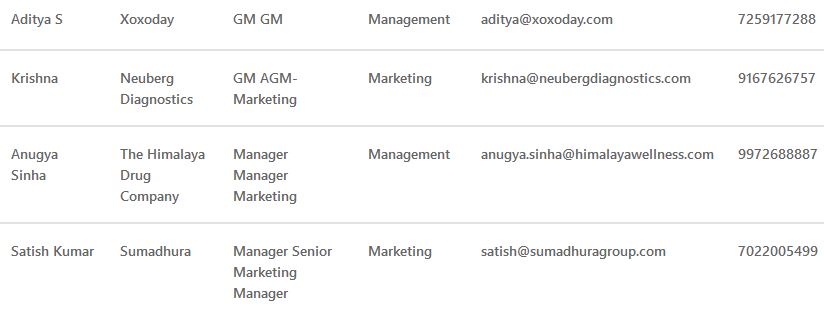 Aditya S Xoxoday GM GM Management aditya@xoxoday.com 7259177288
Krishna Neuberg GM AGM- Marketing krishna@neubergdiagnostics.com 9167626757
Diagnostics Marketing
Anugya The Himalaya Manager Management anugya.sinha@himalayawellness.com 9972688887
Sinha Drug Manager
Company Marketing
Satish Kumar Sumadhura Manager Senior Marketing satish@sumadhuragroup.com 7022005499
Marketing
Manager